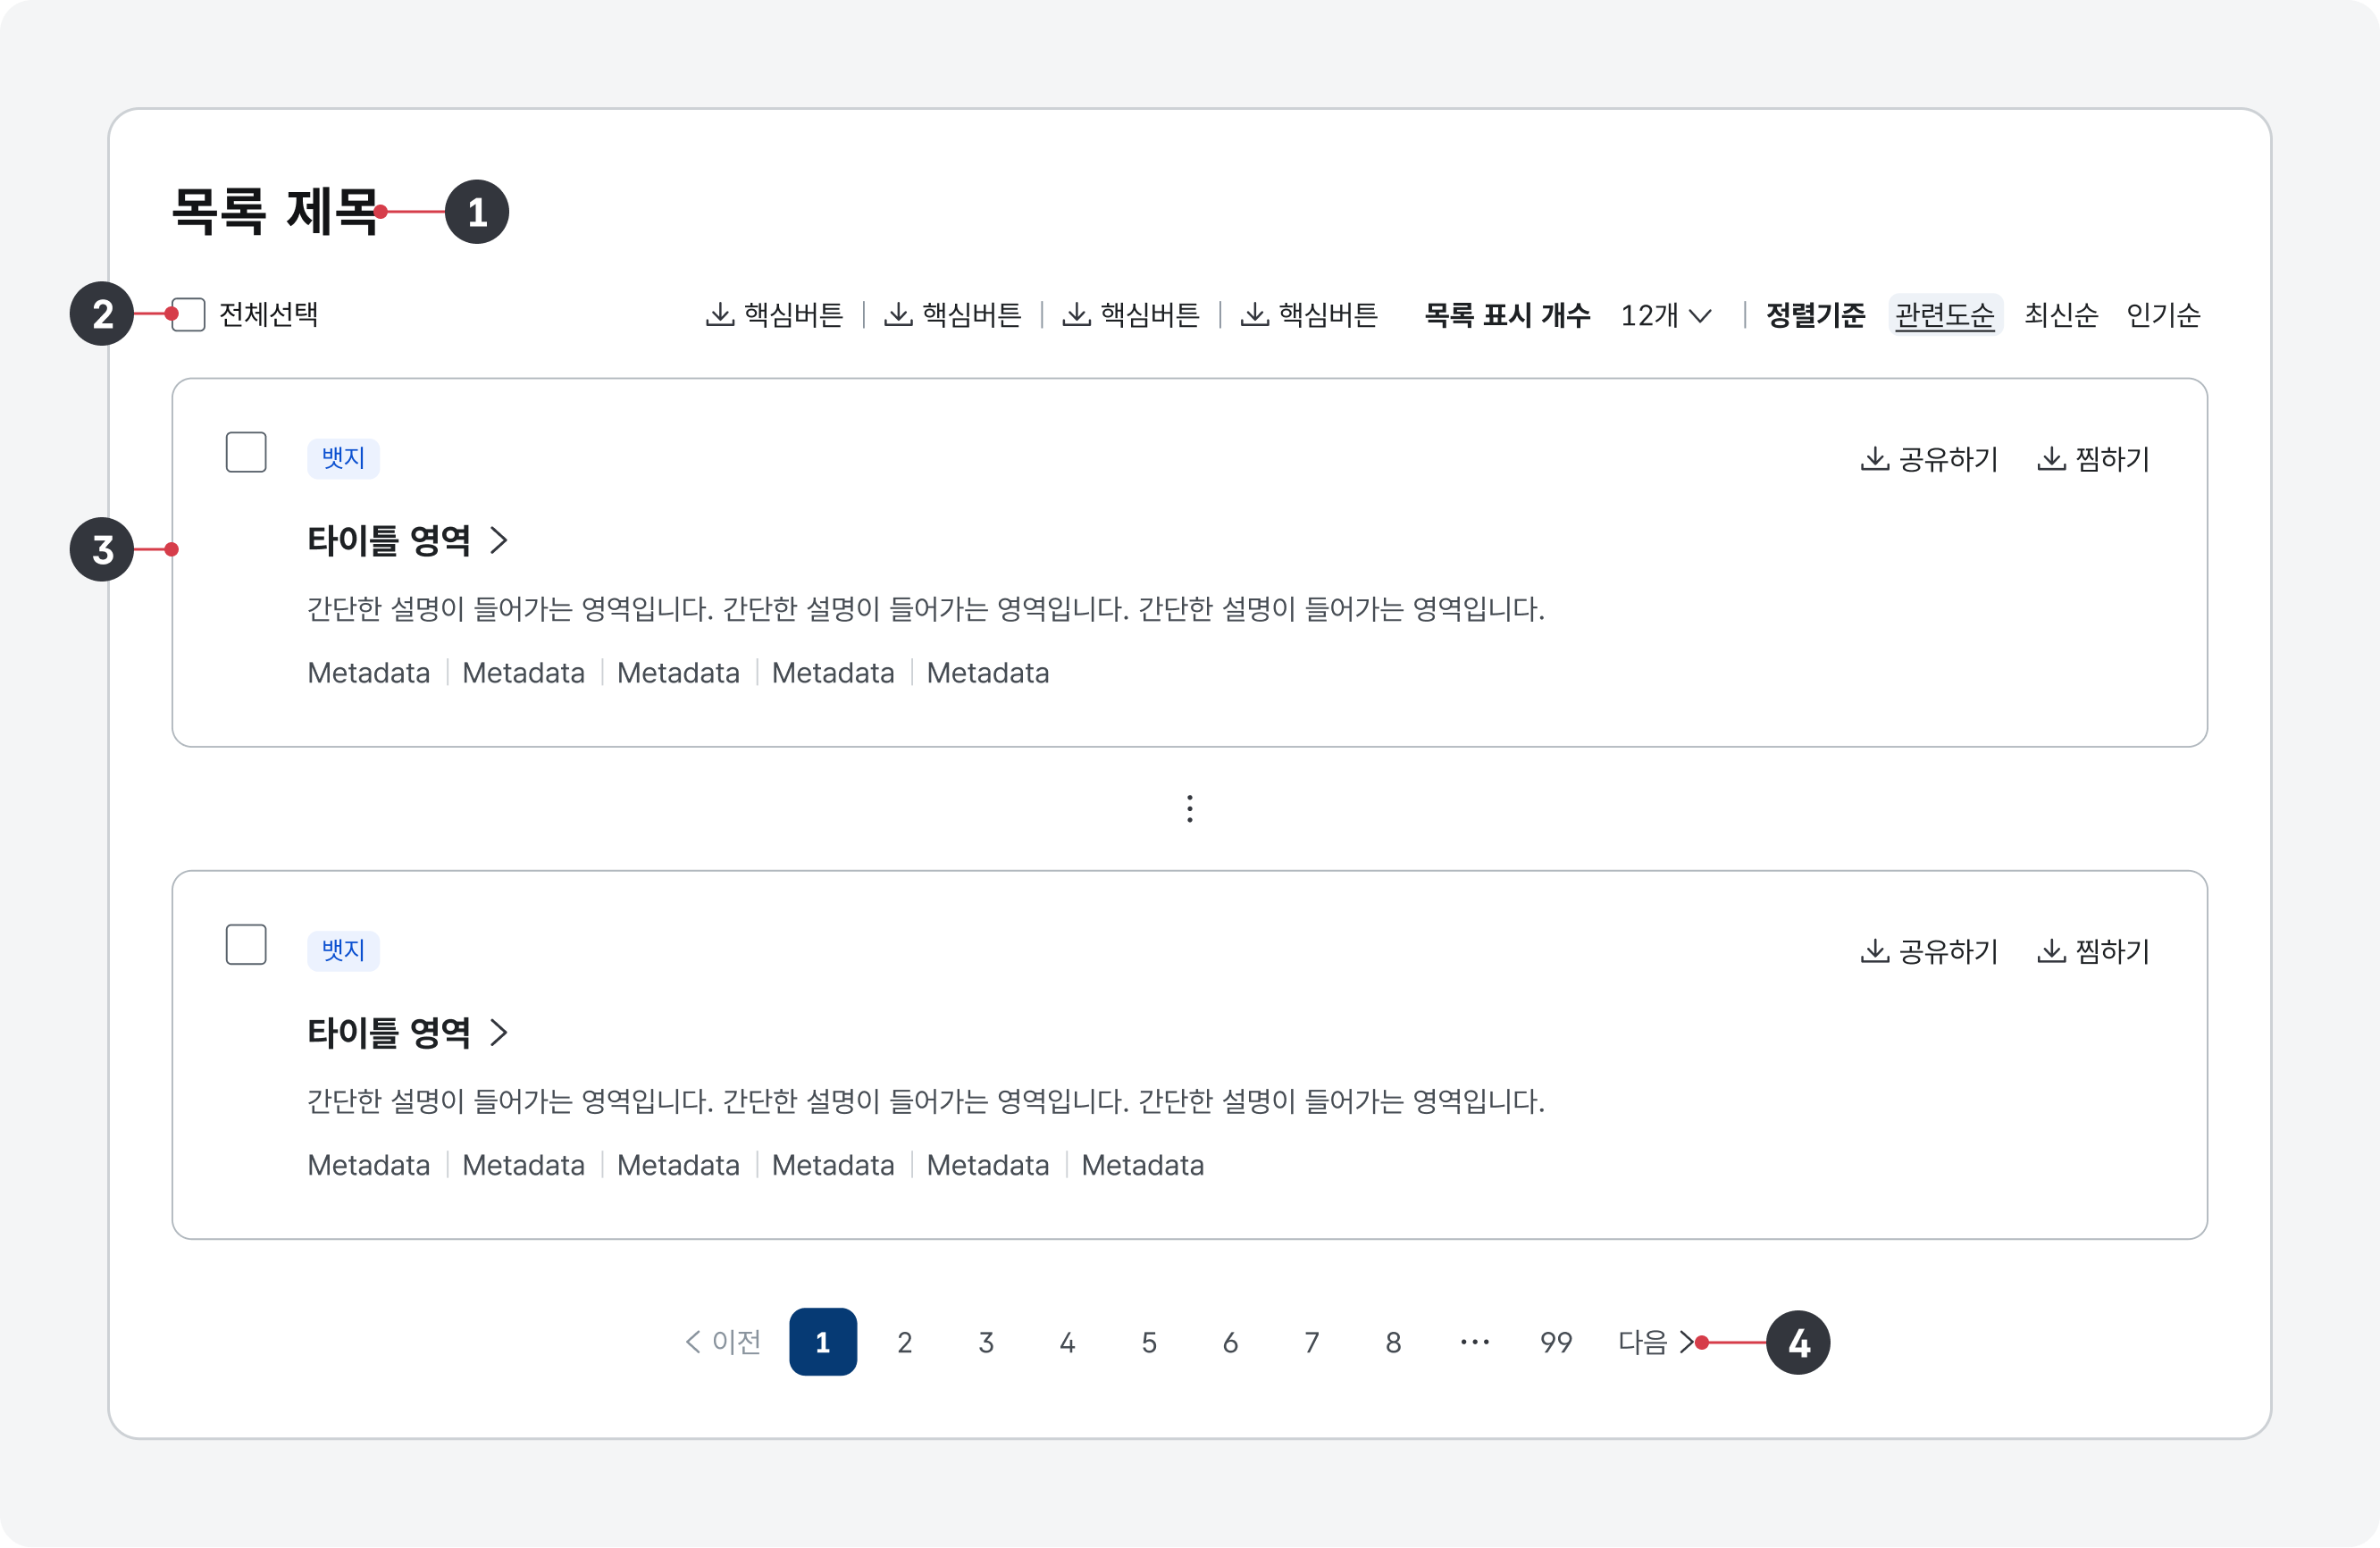 목록 제목 1
2 전체선택 핵심버튼 핵심버튼 핵심버튼 핵심버튼 목록 표시 개수 12개 정렬기준 관련도순 최신순 인기순
뱃지 공유하기 찜하기
3
타이틀 영역
간단한 설명이 들어가는 영역입니다. 간단한 설명이 들어가는 영역입니다. 간단한 설명이 들어가는 영역입니다.
Metadata Metadata Metadata Metadata Metadata
뱃지 공유하기 찜하기
타이틀 영역
간단한 설명이 들어가는 영역입니다. 간단한 설명이 들어가는 영역입니다. 간단한 설명이 들어가는 영역입니다.
Metadata Metadata Metadata Metadata Metadata Metadata
이전 1 2 3 4 5 6 7 8 ··· 99 다음 4